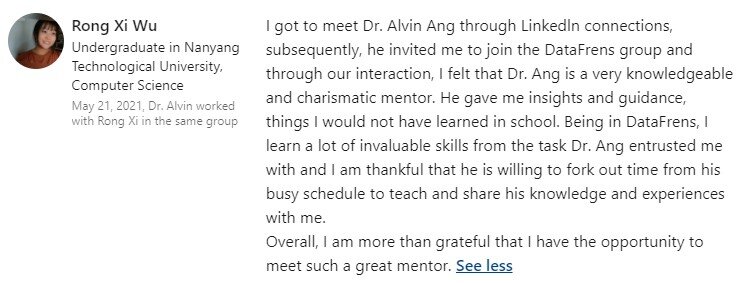 Rong Xi Wu
Undergraduate in Nanyang
Technological University,
Computer Science
May 21, 2021, Dr. Alvin worked
with Rong Xi in the same group
I got to meet Dr. Alvin Ang through LinkedIn connections,
subsequently, he invited me to join the DataFrens group and
through our interaction, I felt that Dr. Ang is a very knowledgeable
and charismatic mentor. He gave me insights and guidance,
things I would not have learned in school. Being in DataFrens, I
learn a lot of invaluable skills from the task Dr. Ang entrusted me
with and I am thankful that he is willing to fork out time from his
busy schedule to teach and share his knowledge and experiences
with me.
Overall, I am more than grateful that I have the opportunity to
meet such a great mentor. See less